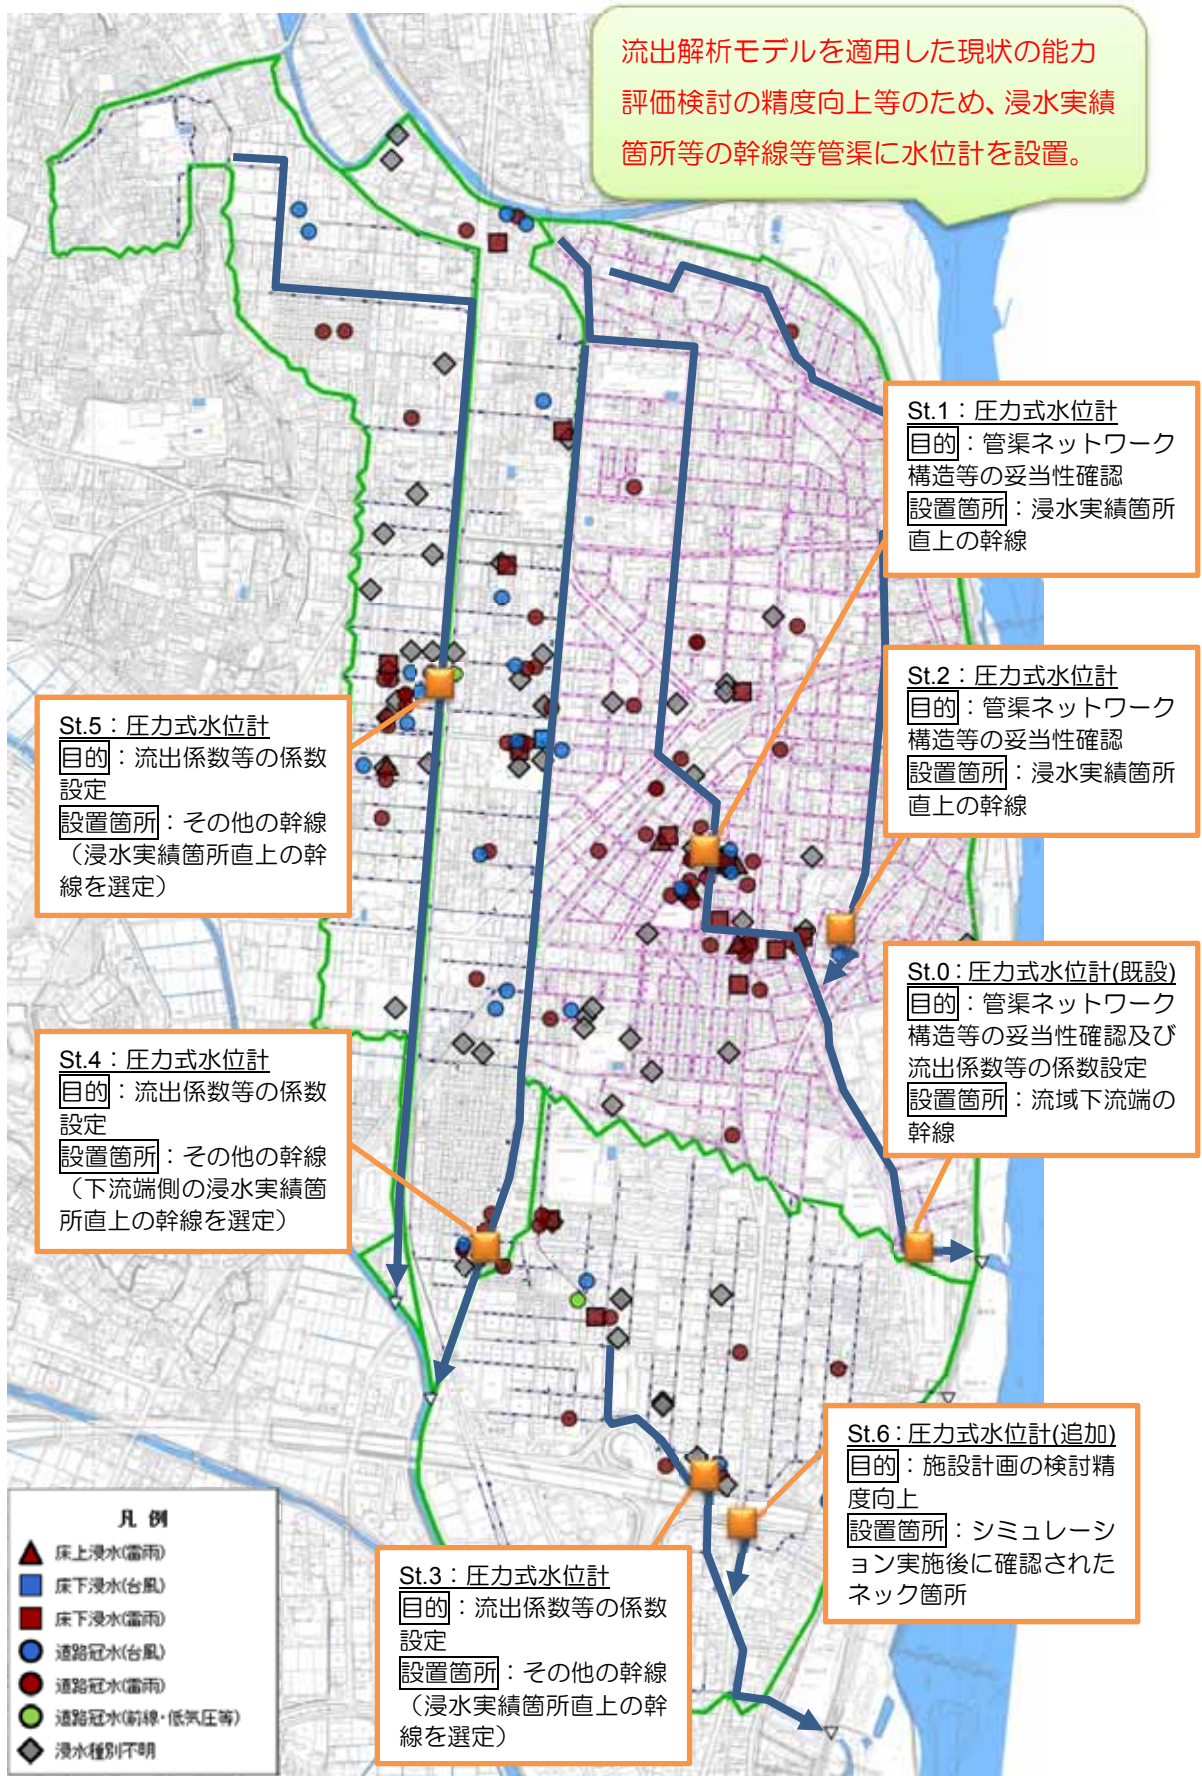 流出解析モデルを適用した現状の能力
評価検討の精度向上等のため、浸水実績
箇所等の幹線等管渠に水位計を設置。
St.1：圧力式水位計
目的：管渠ネットワーク
構造等の妥当性確認
設置箇所：浸水実績箇所
直上の幹線
St.2：圧力式水位計
目的：管渠ネットワーク
構造等の妥当性確認
設置箇所：浸水実績箇所
直上の幹線
St.5：圧力式水位計
目的：流出係数等の係数
設定
設置箇所：その他の幹線
（浸水実績箇所直上の幹
線を選定）
St.0：圧力式水位計(既設)
目的：管渠ネットワーク
構造等の妥当性確認及び
流出係数等の係数設定
設置箇所：流域下流端の
幹線
St.4：圧力式水位計
目的：流出係数等の係数
設定
設置箇所：その他の幹線
（下流端側の浸水実績箇
所直上の幹線を選定）
St.6：圧力式水位計(追加)
目的：施設計画の検討精
度向上
設置箇所：シミュレーシ
ョン実施後に確認された
ネック箇所
St.3：圧力式水位計
目的：流出係数等の係数
設定
設置箇所：その他の幹線
（浸水実績箇所直上の幹
線を選定）
凡 例
床上浸水(雷雨)
床下浸水(台風)
床下浸水(雷雨)
道路冠水(台風)
道路冠水(雷雨)
道路冠水(前線・低気圧等)
浸水種別不明